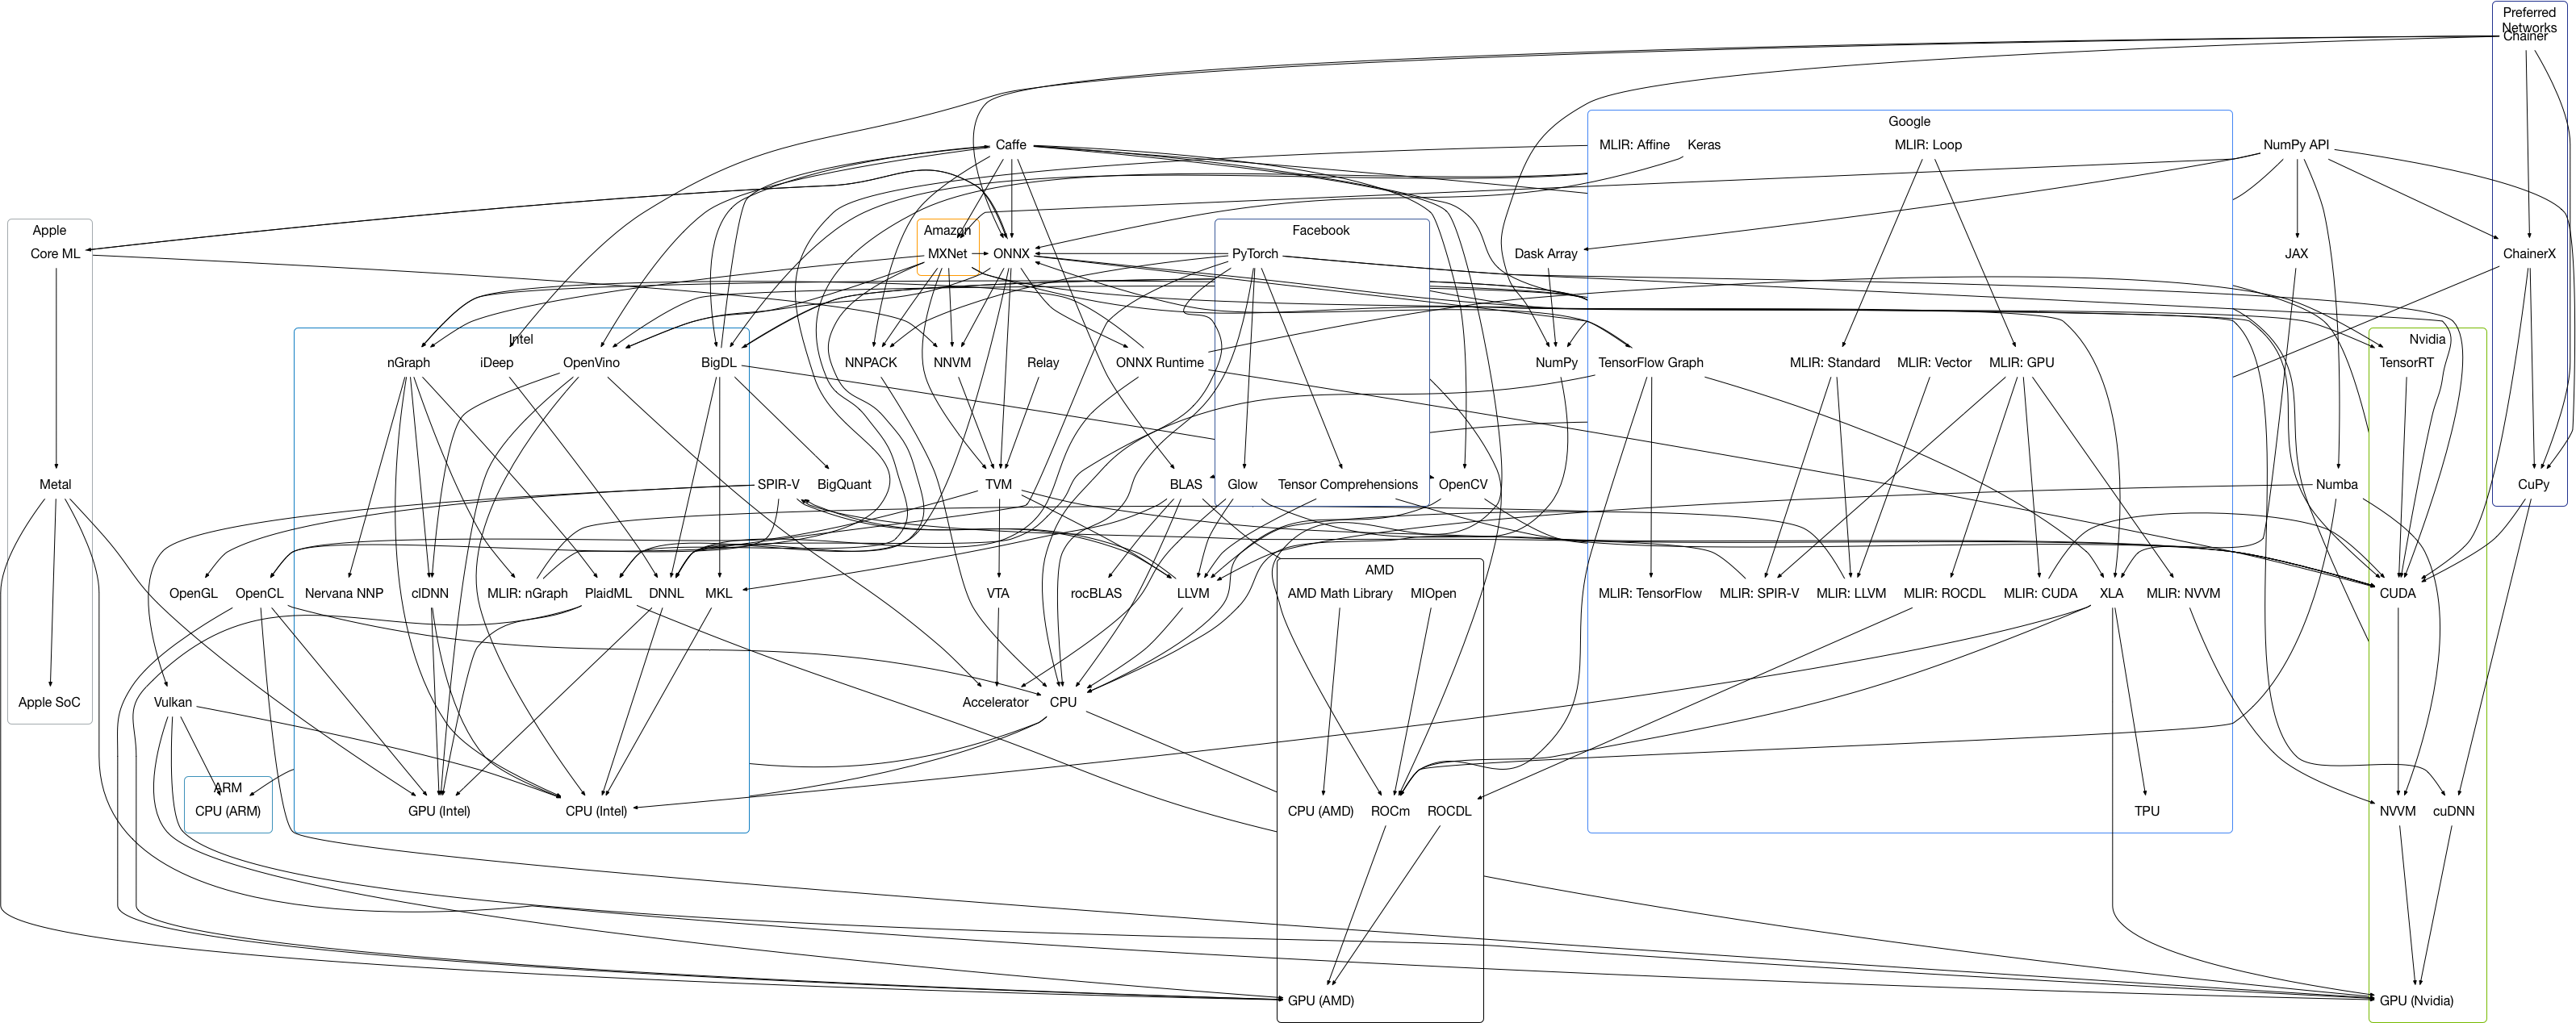 Preferred
Networks
Chainer
Google
Caffe
MLIR: Affine
Keras
MLIR: Loop
NumPy API
Apple
Amazon
Facebook
Core ML
MXNet
ONNX
PyTorch
Dask Array
JAX
ChainerX
Intel
Nvidia
nGraph
iDeep
OpenVino
BigDL
NNPACK
NNVM
Relay
ONNX Runtime
NumPy
TensorFlow Graph
MLIR: Standard
MLIR: Vector
MLIR: GPU
TensorRT
Metal
SPIR-V
BigQuant
TVM
BLAS
Glow
Tensor Comprehensions
OpenCV
Numba
CuPy
AMD
OpenGL
OpenCL
Nervana NNP
clDNN
MLIR: nGraph
PlaidML
DNNL
MKL
VTA
rocBLAS
LLVM
AMD Math Library
MIOpen
MLIR: TensorFlow
MLIR: SPIR-V
MLIR: LLVM
MLIR: ROCDL
MLIR: CUDA
XLA
MLIR: NVVM
CUDA
Apple SoC
Vulkan
Accelerator
CPU
ARM
CPU (ARM)
GPU (Intel)
CPU (Intel)
CPU (AMD)
ROCm
ROCDL
TPU
NVVM
cuDNN
GPU (AMD)
GPU (Nvidia)